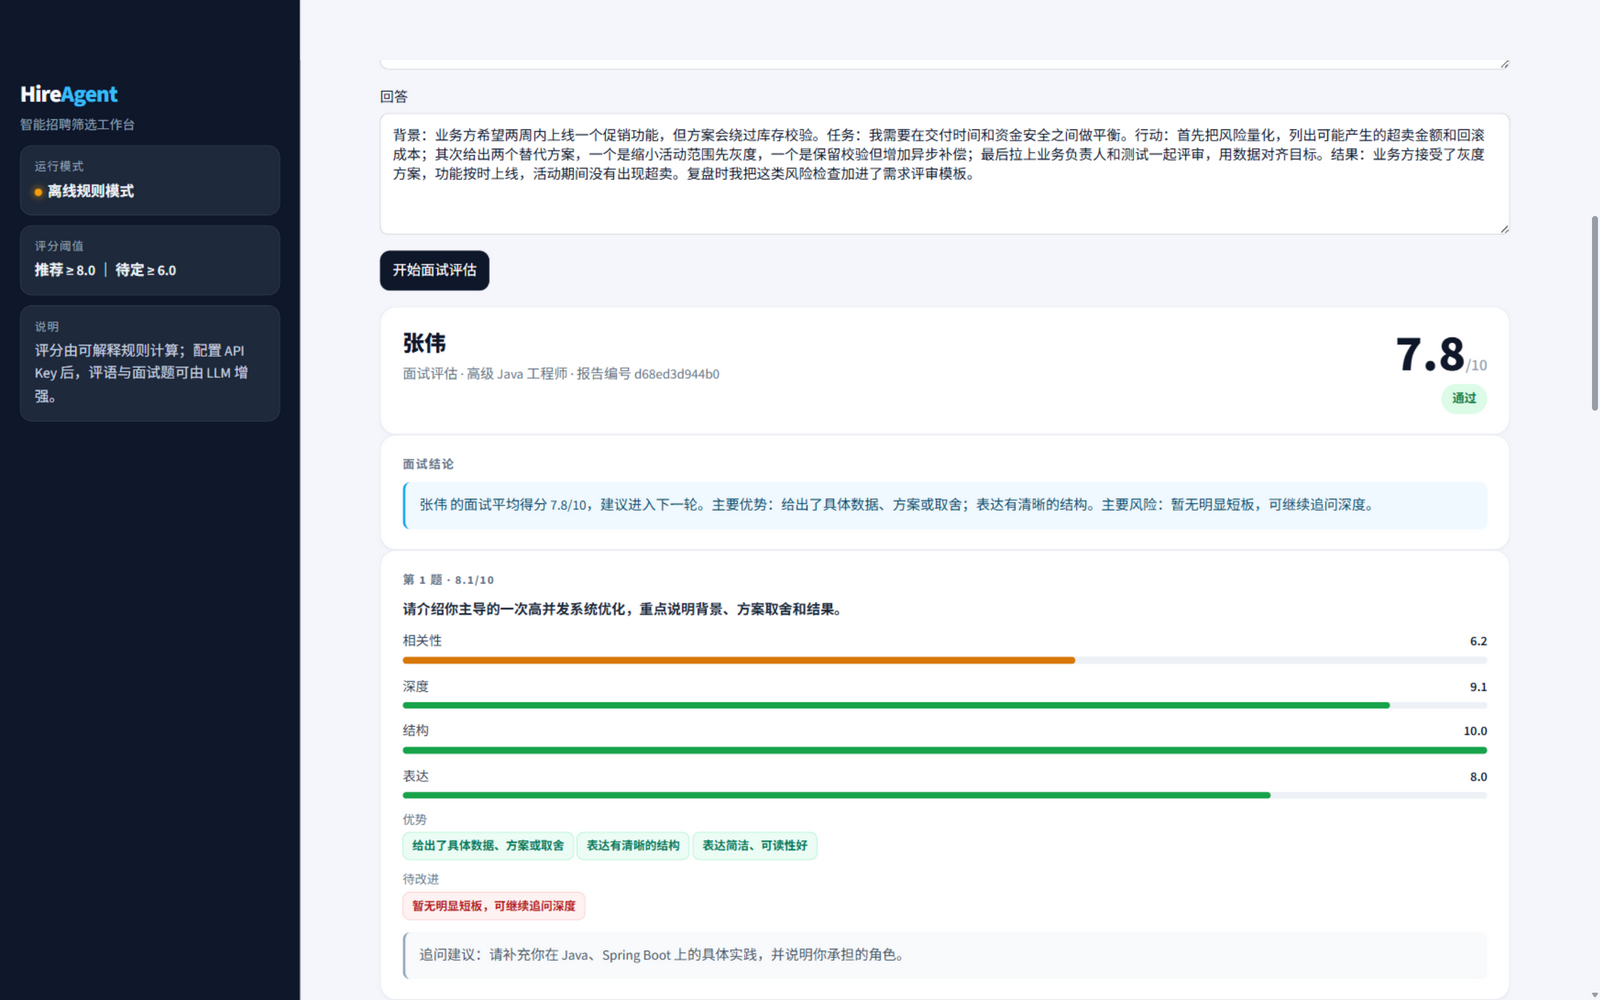 HireAgent
智能招聘筛选工作台
运行模式
离线规则模式
评分阈值
推荐 ≥ 8.0 ｜ 待定 ≥ 6.0
说明
评分由可解释规则计算；配置 API
Key 后，评语与面试题可由 LLM 增
强。
回答
背景：业务方希望两周内上线一个促销功能，但方案会绕过库存校验。任务：我需要在交付时间和资金安全之间做平衡。行动：首先把风险量化，列出可能产生的超卖金额和回滚
成本；其次给出两个替代方案，一个是缩小活动范围先灰度，一个是保留校验但增加异步补偿；最后拉上业务负责人和测试一起评审，用数据对齐目标。结果：业务方接受了灰度
方案，功能按时上线，活动期间没有出现超卖。复盘时我把这类风险检查加进了需求评审模板。
开始面试评估
张伟
面试评估 · 高级 Java 工程师 · 报告编号 d68ed3d944b0
7.8/10
通过
面试结论
张伟 的面试平均得分 7.8/10，建议进入下一轮。主要优势：给出了具体数据、方案或取舍；表达有清晰的结构。主要风险：暂无明显短板，可继续追问深度。
第 1 题 · 8.1/10
请介绍你主导的一次高并发系统优化，重点说明背景、方案取舍和结果。
相关性 6.2
深度 9.1
结构 10.0
表达 8.0
优势
给出了具体数据、方案或取舍 表达有清晰的结构 表达简洁、可读性好
待改进
暂无明显短板，可继续追问深度
追问建议：请补充你在 Java、Spring Boot 上的具体实践，并说明你承担的角色。